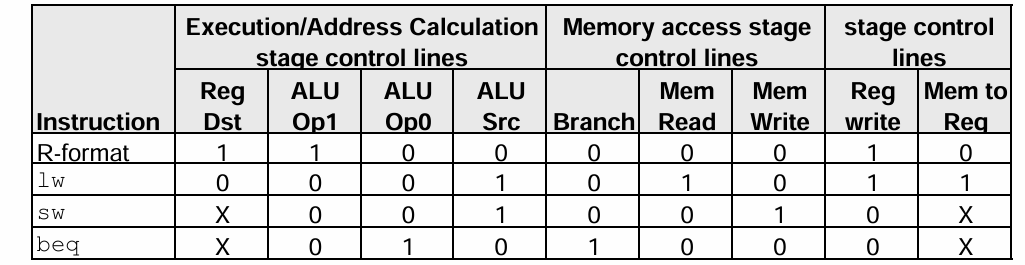 Execution/Address Calculation Memory access stage stage control
stage control lines control lines lines
Reg ALU ALU ALU Mem Mem Reg Mem to
Instruction Dst Op1 Op0 Src Branch Read Write write Reg
R-format 1 1 0 0 0 0 0 1 0
lw 0 0 0 1 0 1 0 1 1
sw X 0 0 1 0 0 1 0 X
beq X 0 1 0 1 0 0 0 X